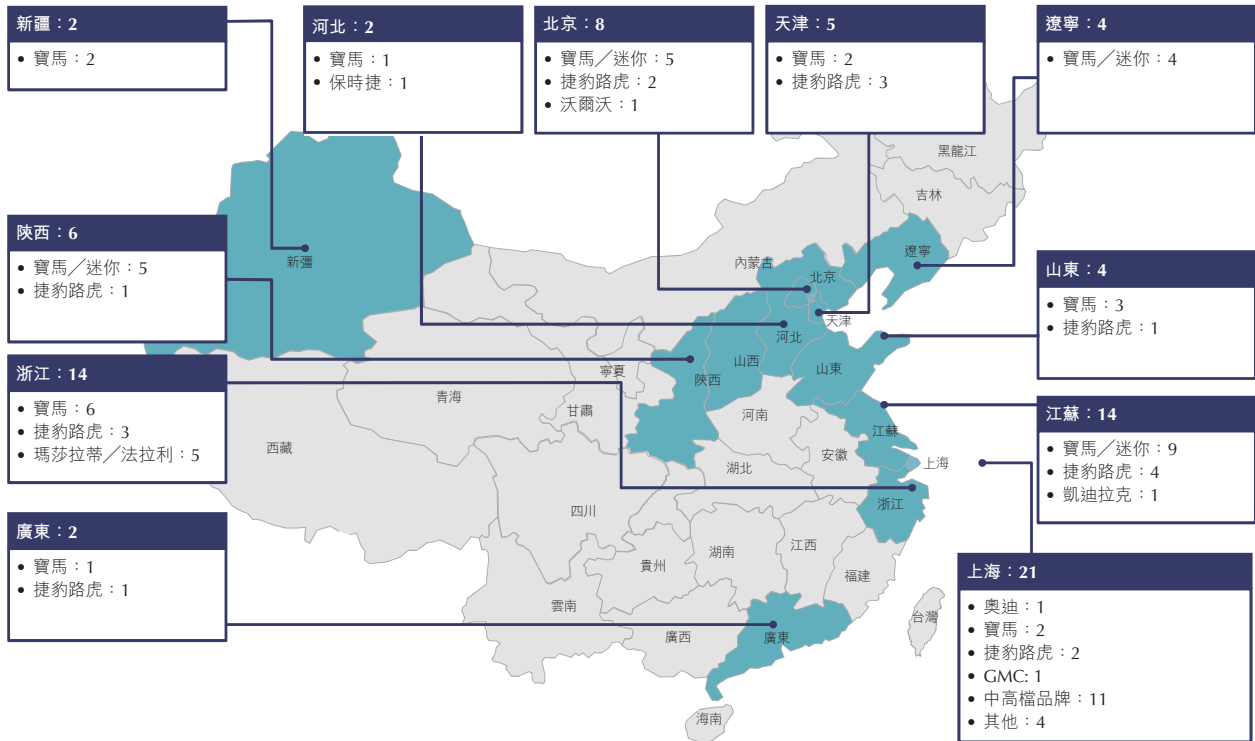 新疆：2
• 寶馬：2
河北：2
• 寶馬：1
• 保時捷：1
北京：8
• 寶馬／迷你：5
• 捷豹路虎：2
• 沃爾沃：1
天津：5
• 寶馬：2
• 捷豹路虎：3
遼寧：4
• 寶馬／迷你：4
陝西：6
• 寶馬／迷你：5
• 捷豹路虎：1
浙江：14
• 寶馬：6
• 捷豹路虎：3
• 瑪莎拉蒂／法拉利：5
廣東：2
• 寶馬：1
• 捷豹路虎：1
山東：4
• 寶馬：3
• 捷豹路虎：1
江蘇：14
• 寶馬／迷你：9
• 捷豹路虎：4
• 凱迪拉克：1
上海：21
• 奧迪：1
• 寶馬：2
• 捷豹路虎：2
• GMC: 1
• 中高檔品牌：11
• 其他：4
黑龍江
吉林
遼寧
內蒙古
新疆
北京
天津
河北
山西
山東
陝西
寧夏
青海
甘肅
河南
江蘇
西藏
安徽
上海
湖北
浙江
四川
湖南
江西
貴州
福建
雲南
台灣
廣西
廣東
海南